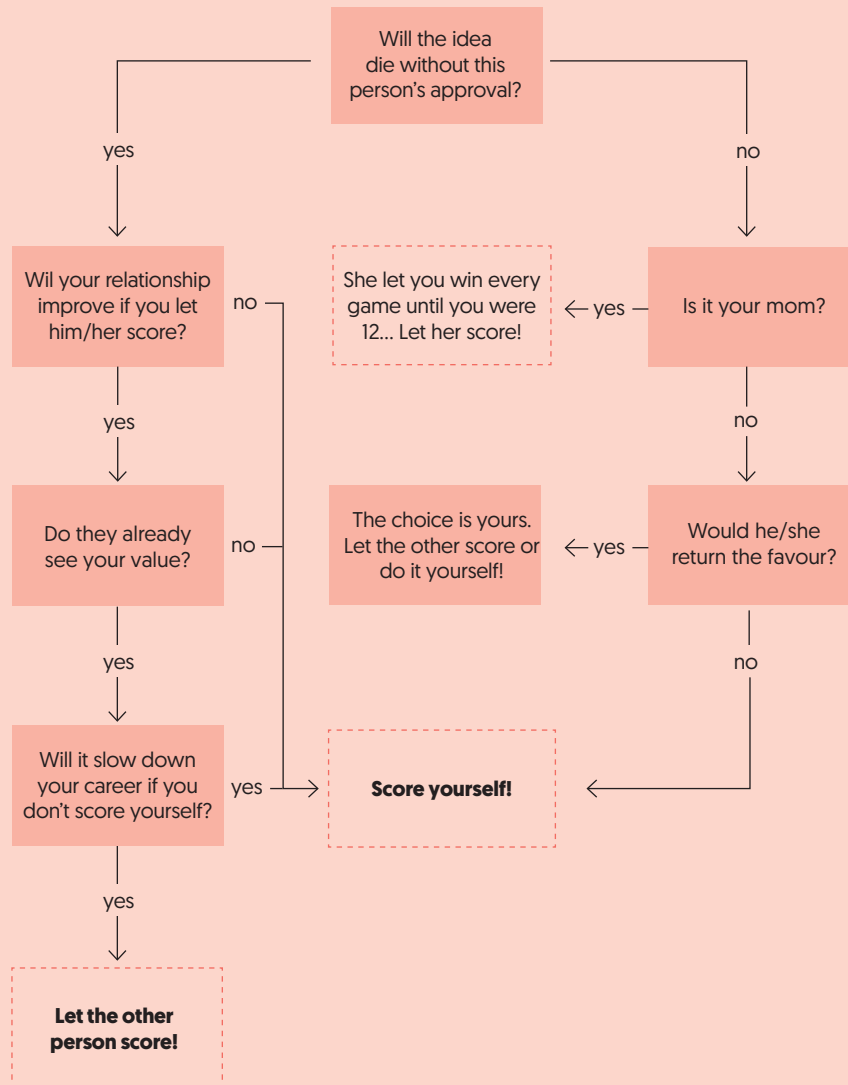 Will the idea
die without this
person's approval?
yes
no
Wil your relationship
improve if you let
him/her score?
no
She let you win every
game until you were
12... Let her score!
yes
Is it your mom?
yes
no
Do they already
see your value?
no
The choice is yours.
Let the other score or
do it yourself!
yes
Would he/she
return the favour?
yes
no
Will it slow down
your career if you
don't score yourself?
yes
Score yourself!
yes
Let the other
person score!